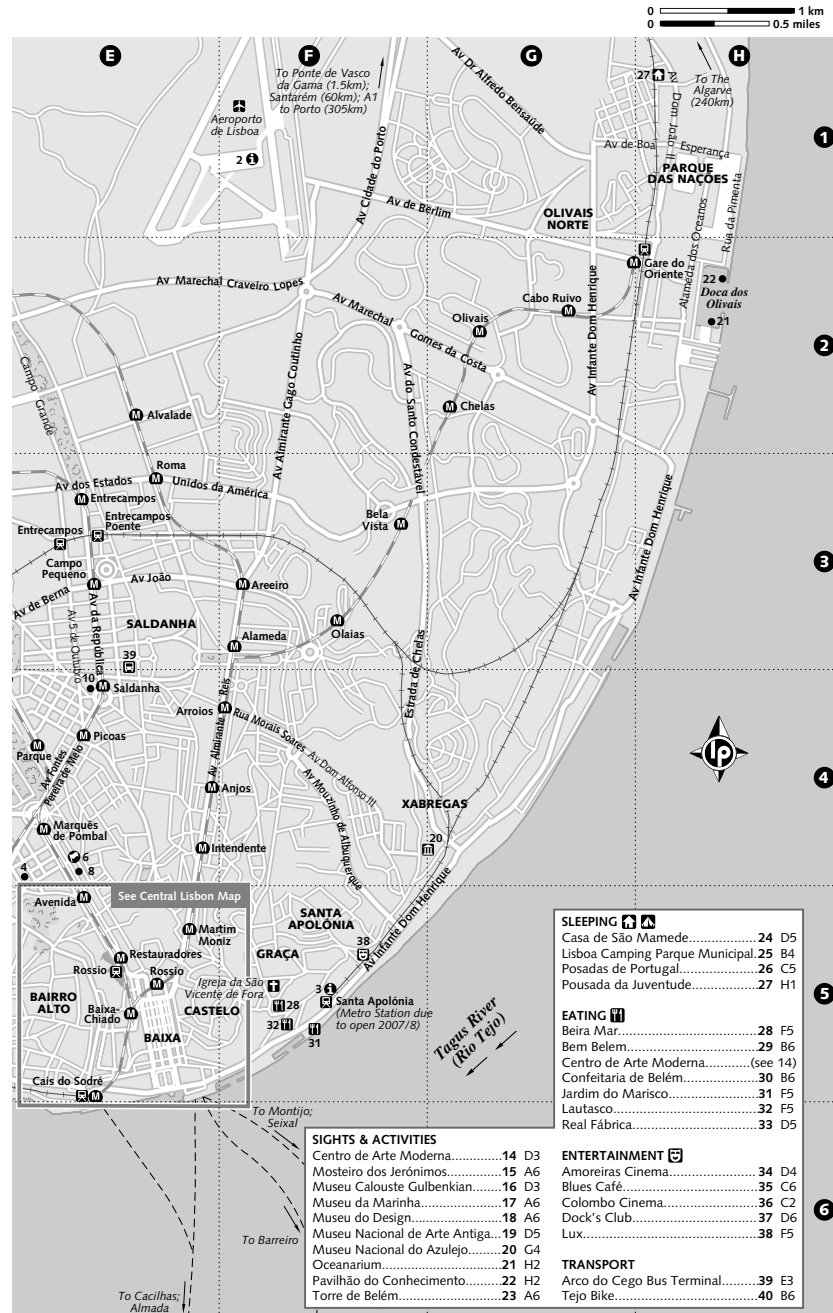 0 1 km
0 0.5 miles
E
F
G
H
1
2
3
4
5
6
To Ponte de Vasco
da Gama (1.5km);
Santarém (60km); A1
to Porto (305km)
Aeroporto
de Lisboa
2
Av Cidade do Porto
Av Dr Alfredo Bensaúde
27
Av Dom João II
To The
Algarve
(240km)
Av de Boa Esperança
PARQUE
DAS NAÇÕES
Rua da Pimenta
Alameda dos Oceanos
Av de Berlim
OLIVAIS
NORTE
Gare do
Oriente
22
Doca dos
Olivais
21
Av Marechal Craveiro Lopes
Av Marechal Gomes da Costa
Olivais
Cabo Ruivo
Av Infante Dom Henrique
Campo Grande
Av Almirante Gago Coutinho
Av do Santo Condestável
Alvalade
Chelas
Roma
Av dos Estados Unidos da América
Entrecampos
Entrecampos
Poente
Entrecampos
Bela
Vista
Av Infante Dom Henrique
Campo
Pequeno
Av João
Areeiro
Av de Berna
Av 5 de Outubro
Av da República
SALDANHA
Olaias
Alameda
39
Estrada de Chelas
10
Saldanha
Arroios
Av Almirante Reis
Rua Morais Soares
Av Dom Alfonso III
Picoas
Parque
Av Fontes
Pereira de Melo
lp
Anjos
Av Mouzinho de Albuquerque
XABREGAS
20
Marquês
de Pombal
Intendente
4
6
8
See Central Lisbon Map
Avenida
Martim
Moniz
SANTA
APOLÓNIA
38
Av Infante Dom Henrique
GRAÇA
Restauradores
Rossio
Rossio
Igreja da São
Vicente de Fora
3
28
Santa Apolónia
(Metro Station due
to open 2007/8)
BAIRRO
ALTO
Baixa-
Chiado
CASTELO
32
31
BAIXA
Tagus River
(Rio Tejo)
Cais do Sodré
To Montijo;
Seixal
To Barreiro
To Cacilhas;
Almada
SIGHTS & ACTIVITIES
Centro de Arte Moderna..............14 D3
Mosteiro dos Jerónimos..............15 A6
Museu Calouste Gulbenkian........16 D3
Museu da Marinha......................17 A6
Museu do Design........................18 A6
Museu Nacional de Arte Antiga...19 D5
Museu Nacional do Azulejo.........20 G4
Oceanarium.................................21 H2
Pavilhão do Conhecimento..........22 H2
Torre de Belém............................23 A6
SLEEPING
Casa de São Mamede..................24 D5
Lisboa Camping Parque Municipal.25 B4
Posadas de Portugal....................26 C5
Pousada da Juventude.................27 H1
EATING
Beira Mar....................................28 F5
Bem Belem..................................29 B6
Centro de Arte Moderna.........(see 14)
Confeitaria de Belém...................30 B6
Jardim do Marisco.......................31 F5
Lautasco......................................32 F5
Real Fábrica.................................33 D5
ENTERTAINMENT
Amoreiras Cinema.......................34 D4
Blues Café...................................35 C6
Colombo Cinema.........................36 C2
Dock's Club.................................37 D6
Lux..............................................38 F5
TRANSPORT
Arco do Cego Bus Terminal.........39 E3
Tejo Bike.....................................40 B6